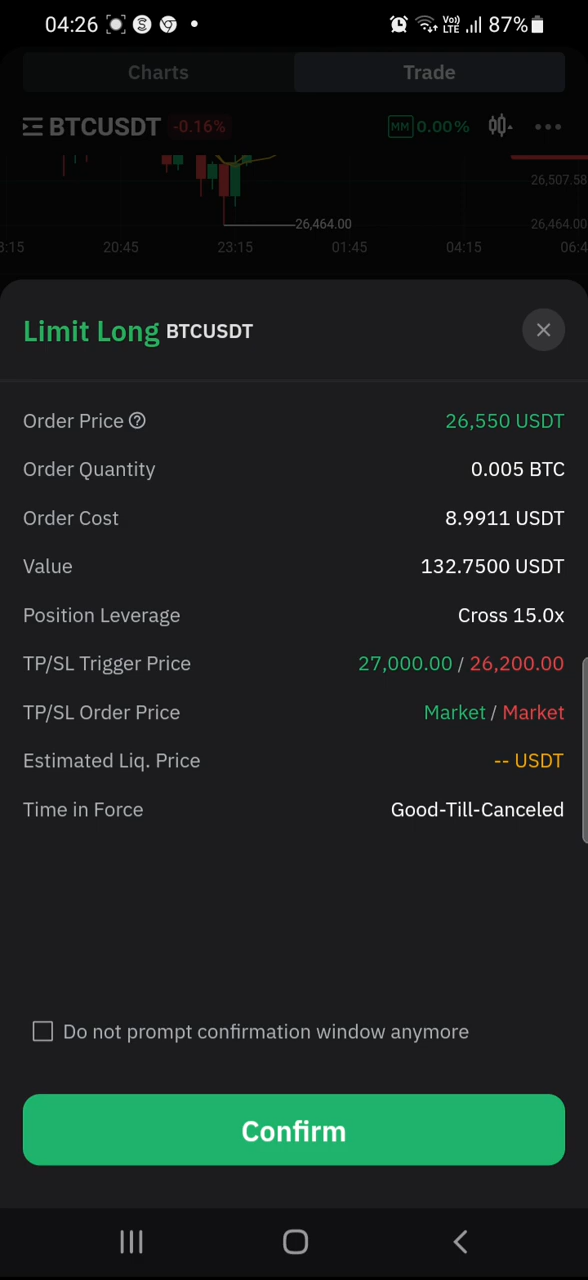 04:26 Vo) LTE 87%
Charts Trade
BTCUSDT -0.16% MM 0.00%
26,507.58
26,464.00 26,464.00
3:15 20:45 23:15 01:45 04:15 06:4
Limit Long BTCUSDT
Order Price ? 26,550 USDT
Order Quantity 0.005 BTC
Order Cost 8.9911 USDT
Value 132.7500 USDT
Position Leverage Cross 15.0x
TP/SL Trigger Price 27,000.00 / 26,200.00
TP/SL Order Price Market / Market
Estimated Liq. Price -- USDT
Time in Force Good-Till-Canceled
Do not prompt confirmation window anymore
Confirm